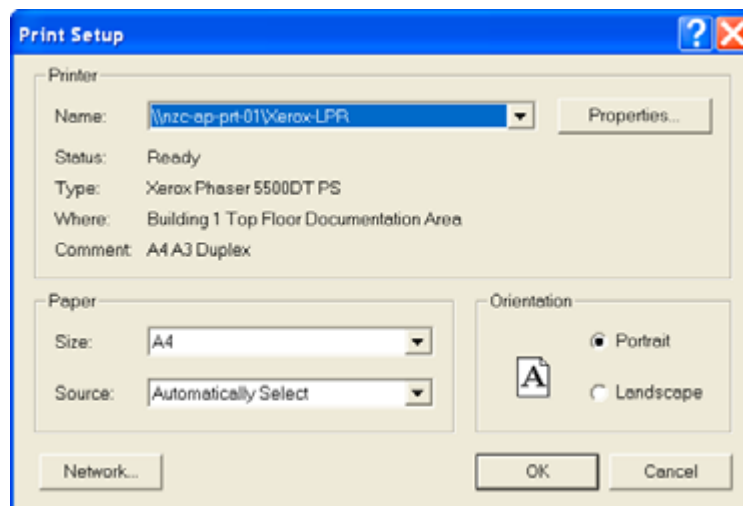 Print Setup
Printer
Name: \\nzc-ap-prt-01\Xerox-LPR Properties...
Status: Ready
Type: Xerox Phaser 5500DT PS
Where: Building 1 Top Floor Documentation Area
Comment: A4 A3 Duplex
Paper
Size: A4
Source: Automatically Select
Orientation
A
Portrait
Landscape
Network...
OK
Cancel